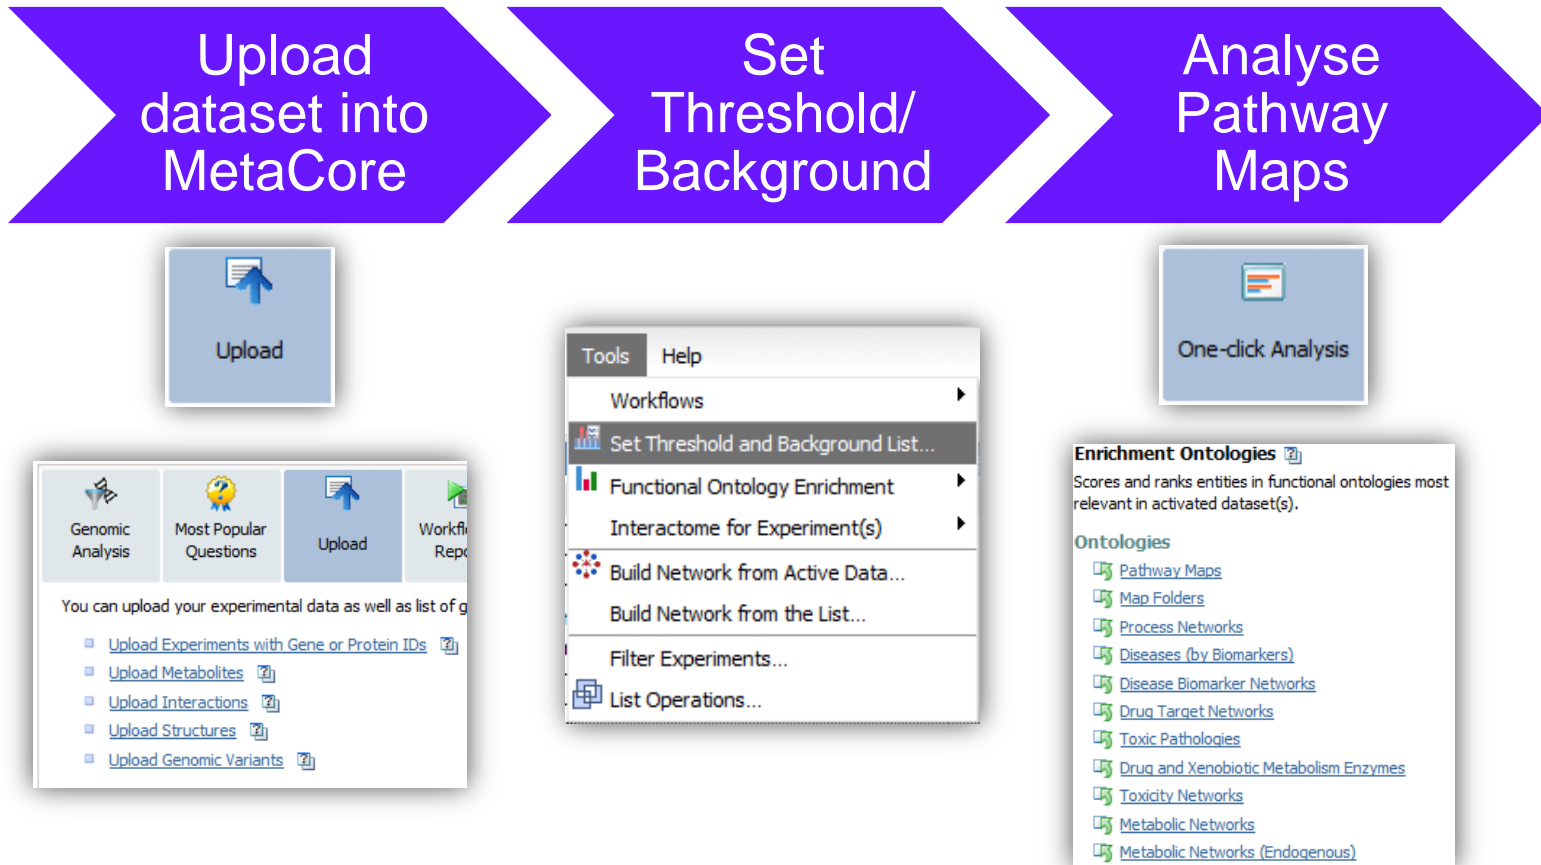 Upload
dataset into
MetaCore
Set
Threshold/
Background
Analyse
Pathway
Maps
Upload
Genomic
Analysis
Most Popular
Questions
Upload
You can upload your experimental data as well as list of g
Upload Experiments with Gene or Protein IDs
Upload Metabolites
Upload Interactions
Upload Structures
Upload Genomic Variants
Tools Help
Workflows
Set Threshold and Background List...
Functional Ontology Enrichment
Interactome for Experiment(s)
Build Network from Active Data...
Build Network from the List...
Filter Experiments...
List Operations...
One-click Analysis
Enrichment Ontologies
Scores and ranks entities in functional ontologies most
relevant in activated dataset(s).
Ontologies
Pathway Maps
Map Folders
Process Networks
Diseases (by Biomarkers)
Disease Biomarker Networks
Drug Target Networks
Toxic Pathologies
Drug and Xenobiotic Metabolism Enzymes
Toxicity Networks
Metabolic Networks
Metabolic Networks (Endogenous)